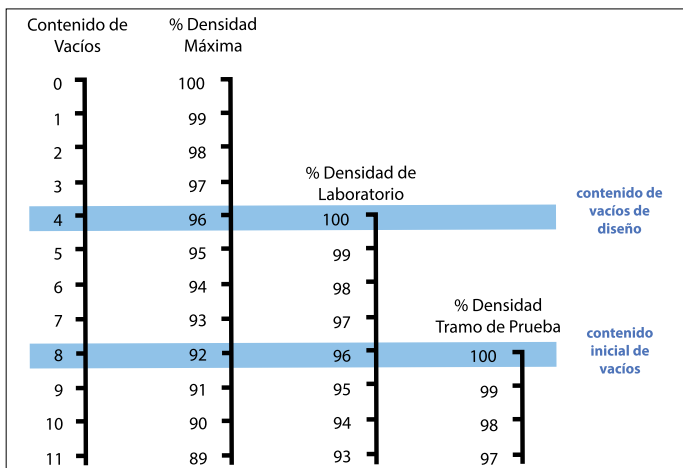 Contenido de
Vacíos
% Densidad
Máxima
0
100
1
99
2
98
3
97
% Densidad de
Laboratorio
contenido de
vacíos de
diseño
4
96
100
5
95
99
6
94
98
7
93
97
% Densidad
Tramo de Prueba
contenido
inicial de
vacíos
8
92
96
100
9
91
95
99
10
90
94
98
11
89
93
97